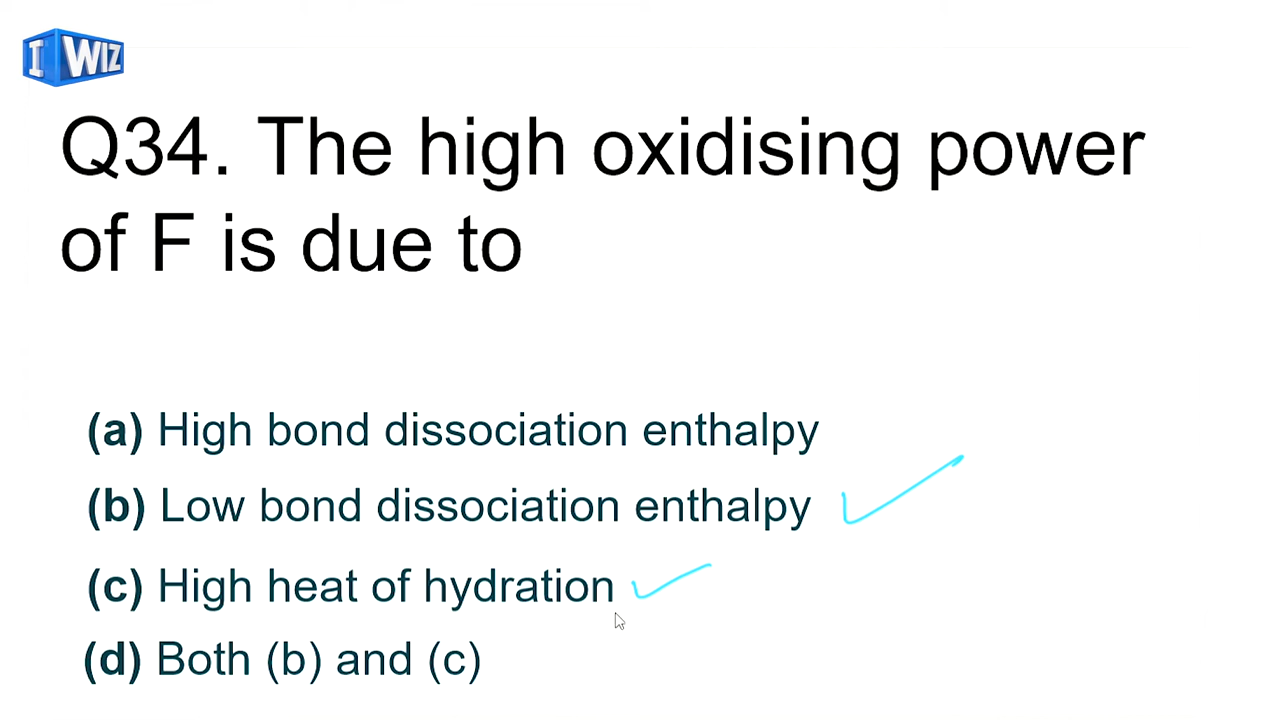 I WIZ
Q34. The high oxidising power
of F is due to
(a) High bond dissociation enthalpy
(b) Low bond dissociation enthalpy
(c) High heat of hydration
(d) Both (b) and (c)